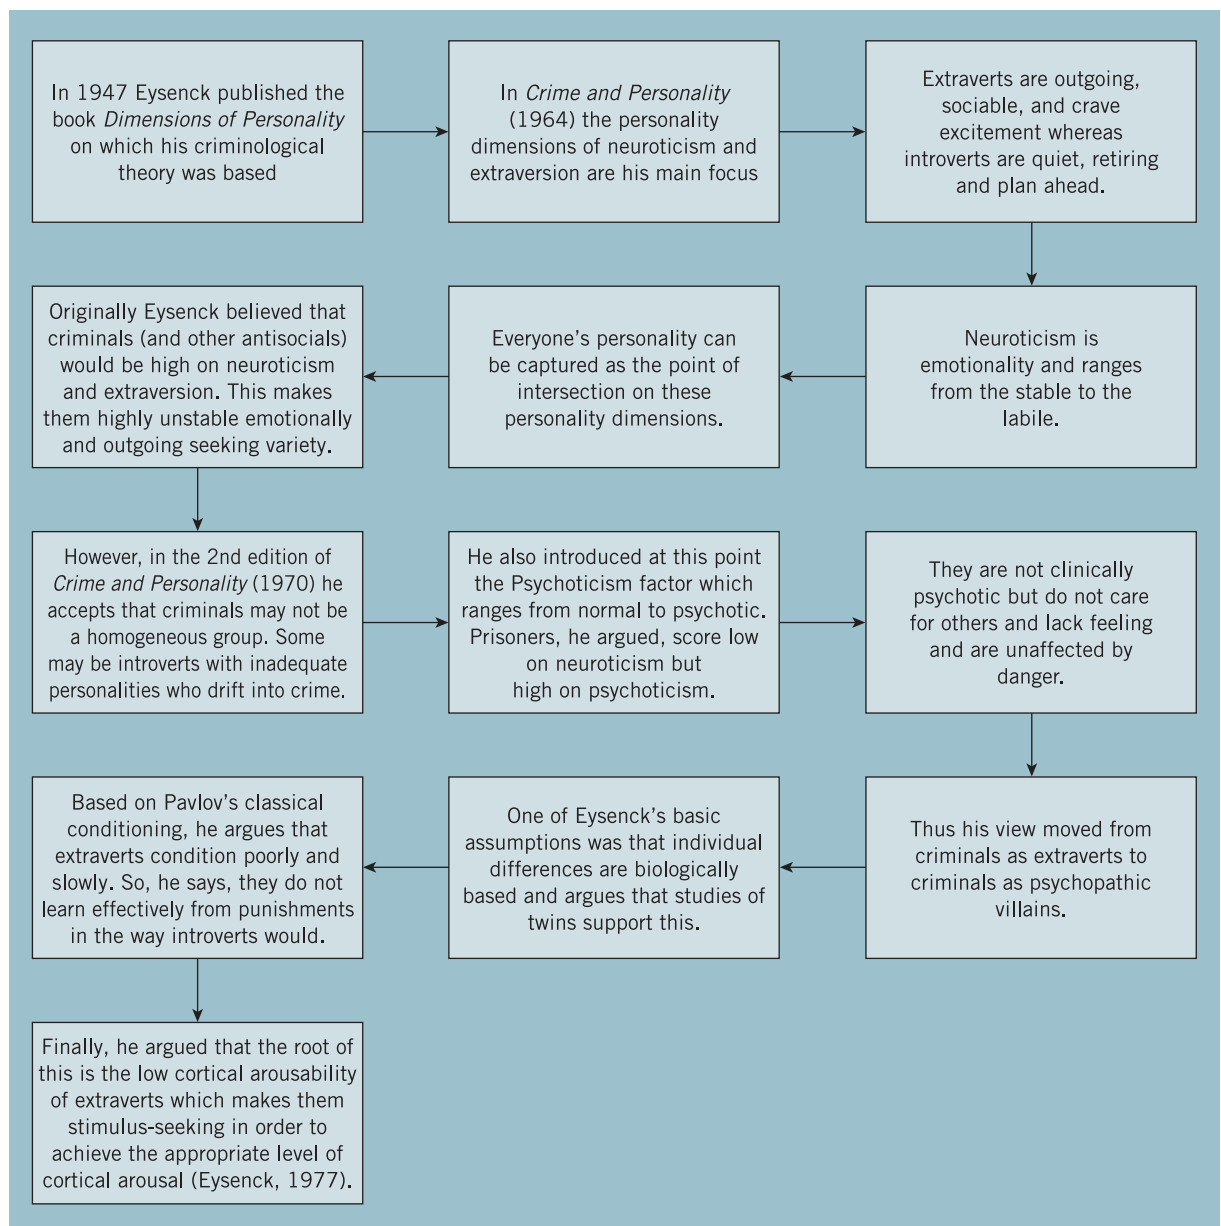 In 1947 Eysenck published the
book Dimensions of Personality
on which his criminological
theory was based
In Crime and Personality
(1964) the personality
dimensions of neuroticism and
extraversion are his main focus
Extraverts are outgoing,
sociable, and crave
excitement whereas
introverts are quiet, retiring
and plan ahead.
Neuroticism is
emotionality and ranges
from the stable to the
labile.
Everyone’s personality can
be captured as the point of
intersection on these
personality dimensions.
Originally Eysenck believed that
criminals (and other antisocials)
would be high on neuroticism
and extraversion. This makes
them highly unstable emotionally
and outgoing seeking variety.
However, in the 2nd edition of
Crime and Personality (1970) he
accepts that criminals may not be
a homogeneous group. Some
may be introverts with inadequate
personalities who drift into crime.
He also introduced at this point
the Psychoticism factor which
ranges from normal to psychotic.
Prisoners, he argued, score low
on neuroticism but
high on psychoticism.
They are not clinically
psychotic but do not care
for others and lack feeling
and are unaffected by
danger.
Thus his view moved from
criminals as extraverts to
criminals as psychopathic
villains.
One of Eysenck’s basic
assumptions was that individual
differences are biologically
based and argues that studies of
twins support this.
Based on Pavlov’s classical
conditioning, he argues that
extraverts condition poorly and
slowly. So, he says, they do not
learn effectively from punishments
in the way introverts would.
Finally, he argued that the root of
this is the low cortical arousability
of extraverts which makes them
stimulus-seeking in order to
achieve the appropriate level of
cortical arousal (Eysenck, 1977).